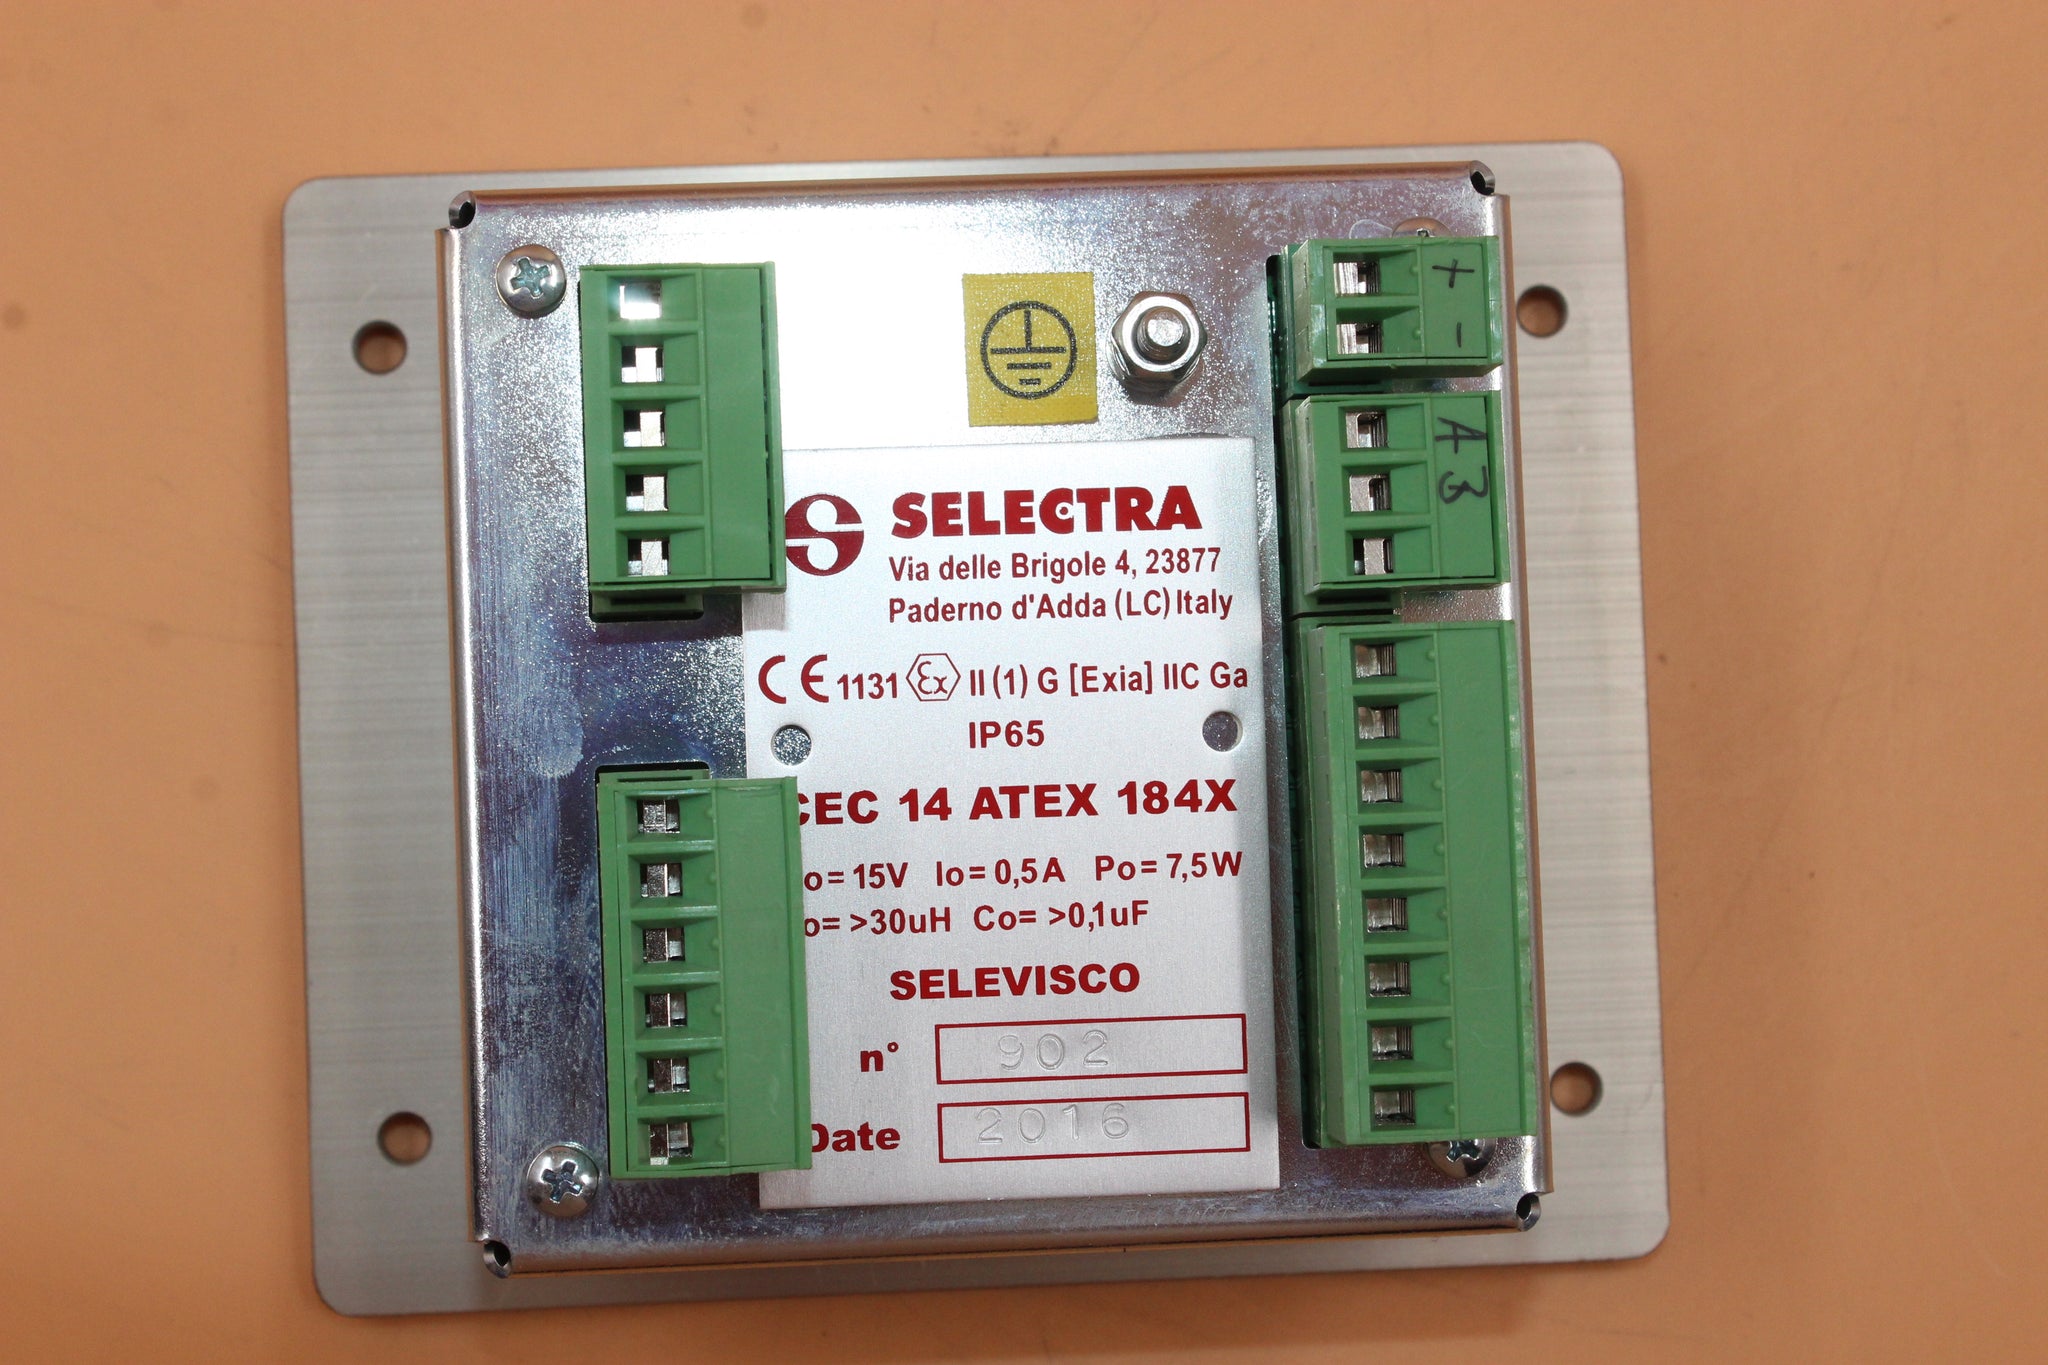 +
-
A3
SELECTRA
Via delle Brigole 4, 23877
Paderno d'Adda (LC) Italy
CE 1131 Ex II (1) G [Exia] IIC Ga
IP65
CEC 14 ATEX 184X
o= 15V Io= 0,5A Po= 7,5W
o= >30uH Co= >0,1uF
SELEVISCO
n° 902
Date 2016